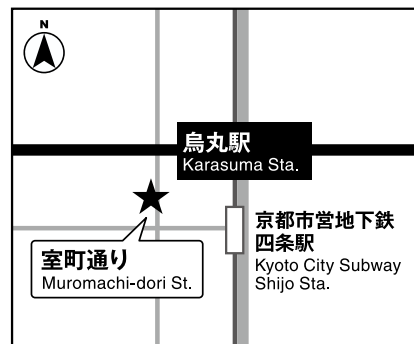 N
烏丸駅
Karasuma Sta.
京都市営地下鉄
四条駅
Kyoto City Subway
Shijo Sta.
室町通り
Muromachi-dori St.